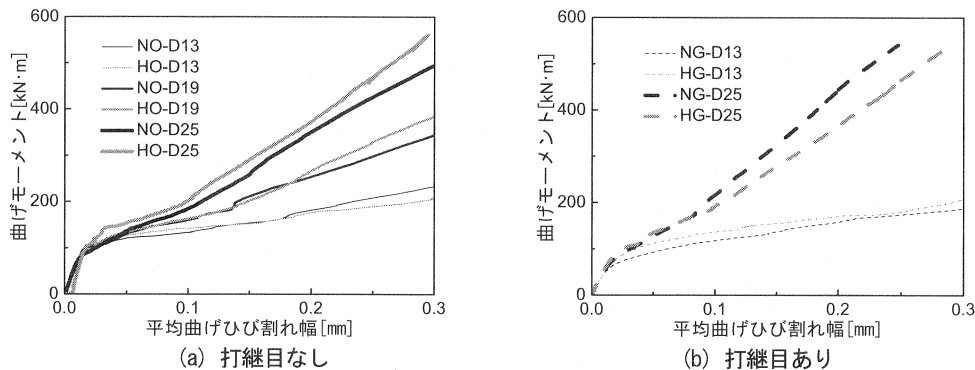 600
400
200
0
曲げモーメント[kN·m]
NO-D13
HO-D13
NO-D19
HO-D19
NO-D25
HO-D25
0.0 0.1 0.2 0.3
平均曲げひび割れ幅[mm]
(a) 打継目なし
600
400
200
0
曲げモーメント[kN·m]
NG-D13
HG-D13
NG-D25
HG-D25
0.0 0.1 0.2 0.3
平均曲げひび割れ幅[mm]
(b) 打継目あり